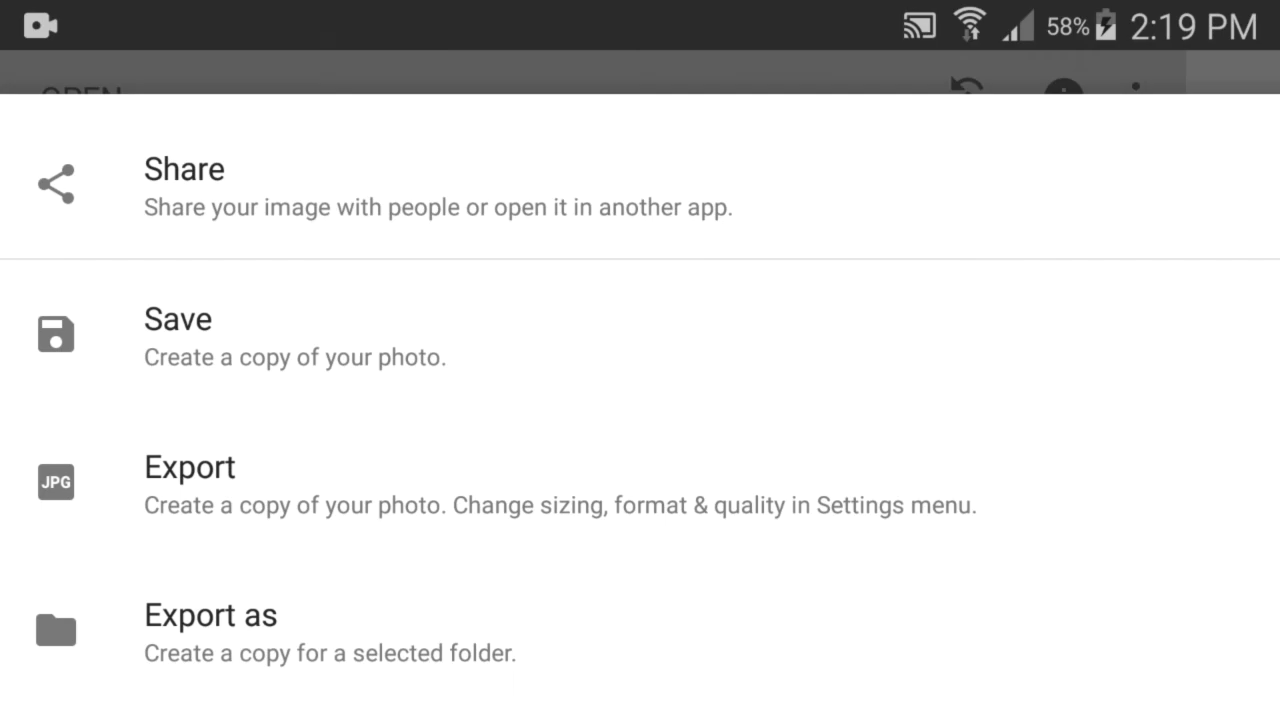 58% 2:19 PM
OPEN
Share
Share your image with people or open it in another app.
Save
Create a copy of your photo.
JPG
Export
Create a copy of your photo. Change sizing, format & quality in Settings menu.
Export as
Create a copy for a selected folder.